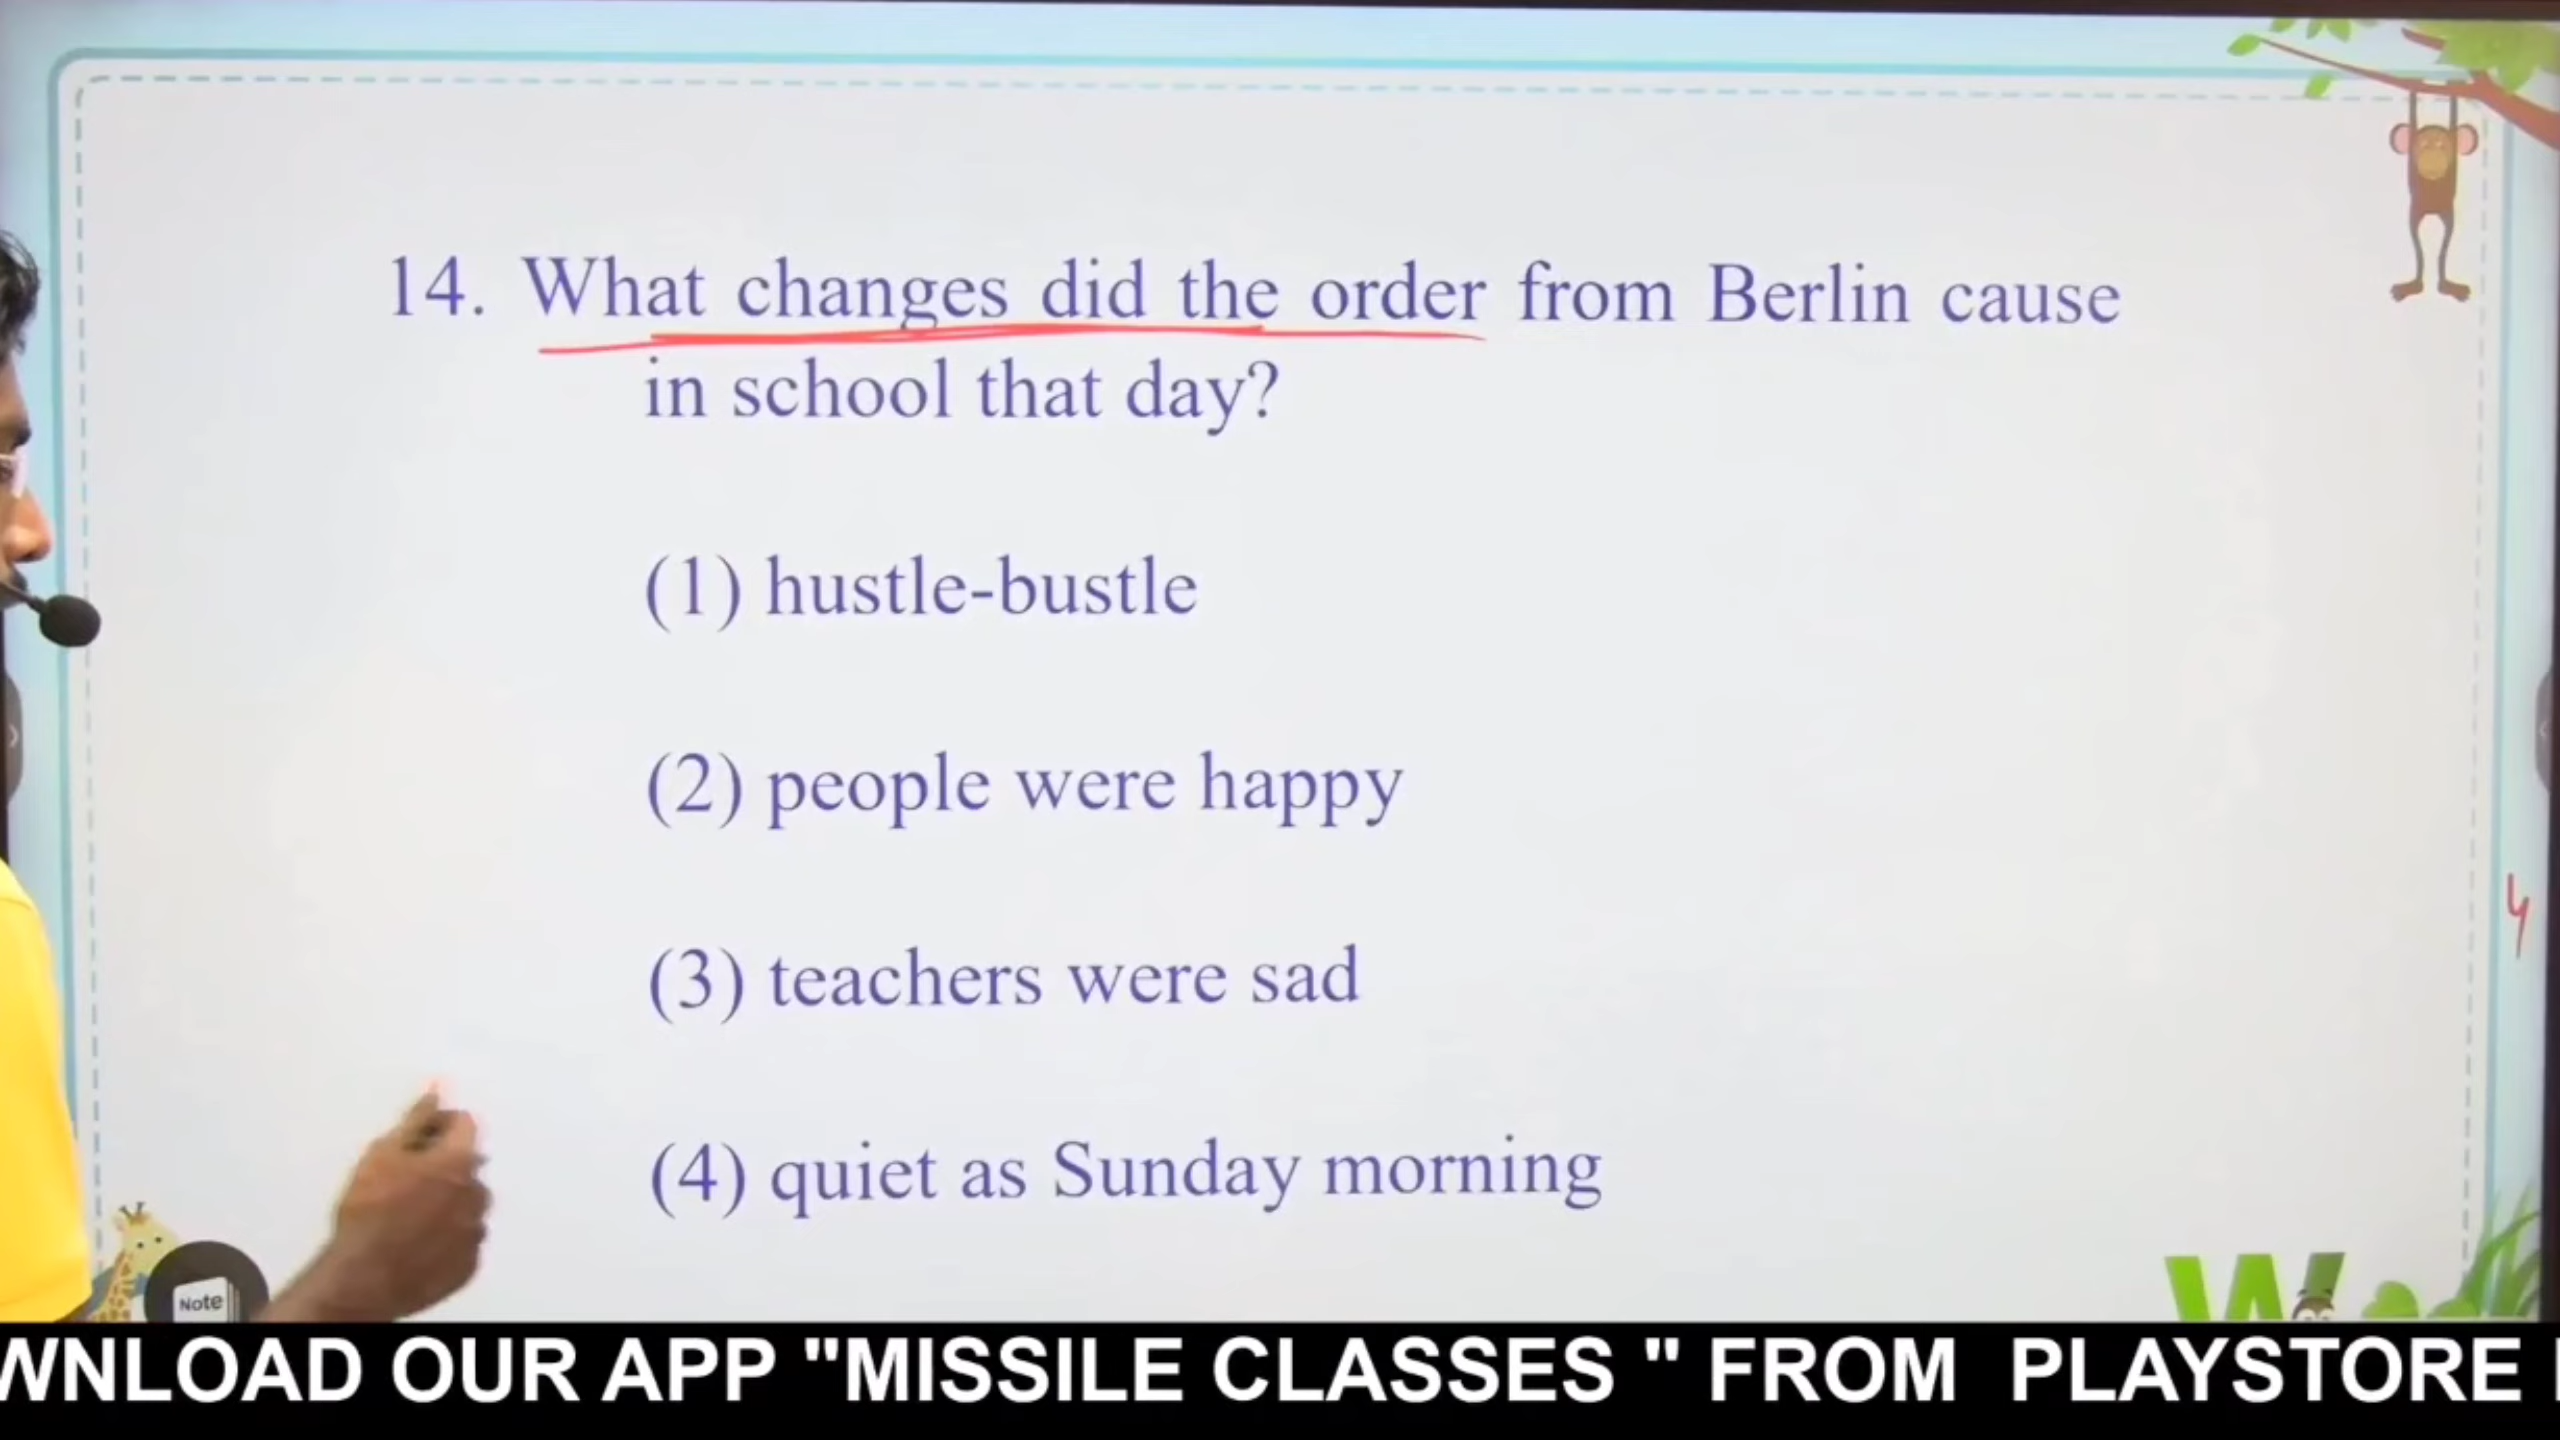 14. What changes did the order from Berlin cause
in school that day?
(1) hustle-bustle
(2) people were happy
(3) teachers were sad
(4) quiet as Sunday morning
4
Note
W
WNLOAD OUR APP "MISSILE CLASSES " FROM PLAYSTORE